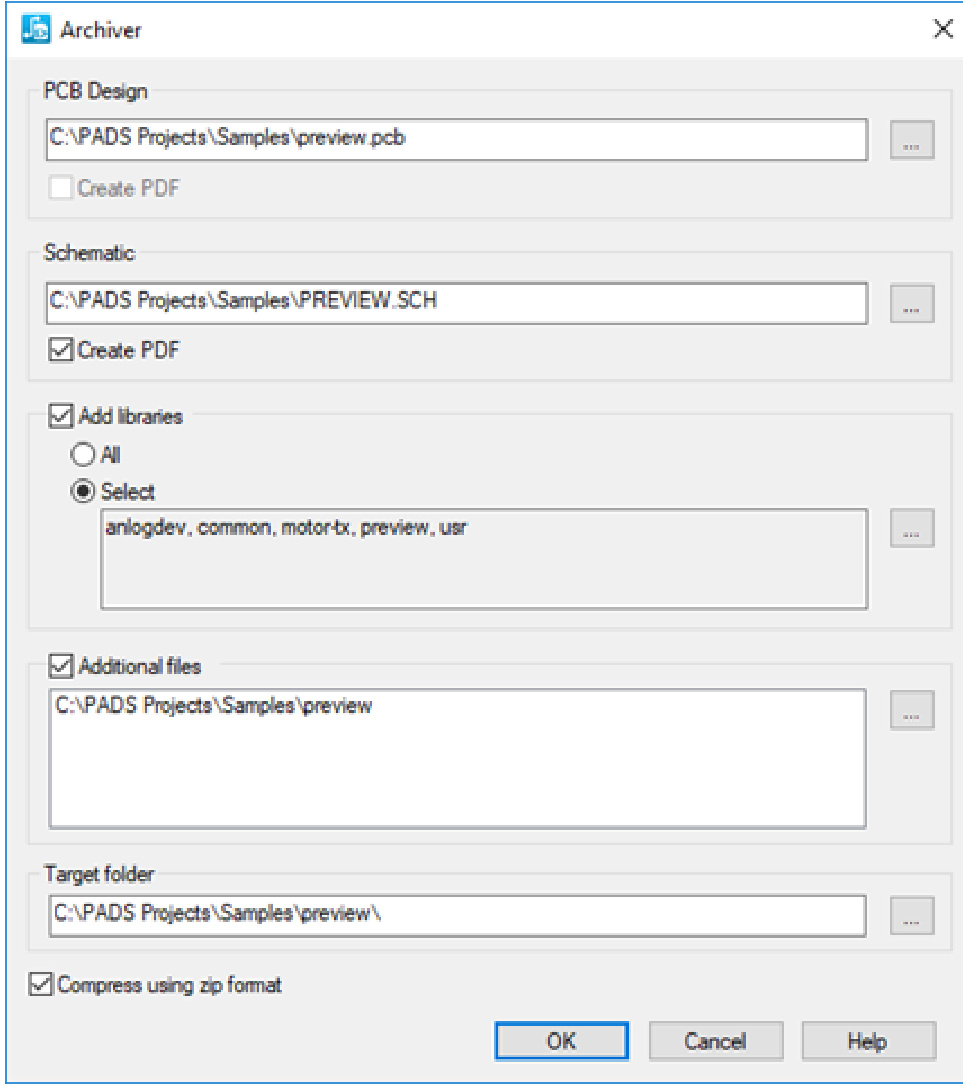 Archiver
PCB Design
C:\PADS Projects\Samples\preview.pcb
...
Create PDF
Schematic
C:\PADS Projects\Samples\PREVIEW.SCH
...
Create PDF
Add libraries
All
Select
anlogdev, common, motor-tx, preview, usr
...
Additional files
C:\PADS Projects\Samples\preview
...
Target folder
C:\PADS Projects\Samples\preview\
...
Compress using zip format
OK Cancel Help